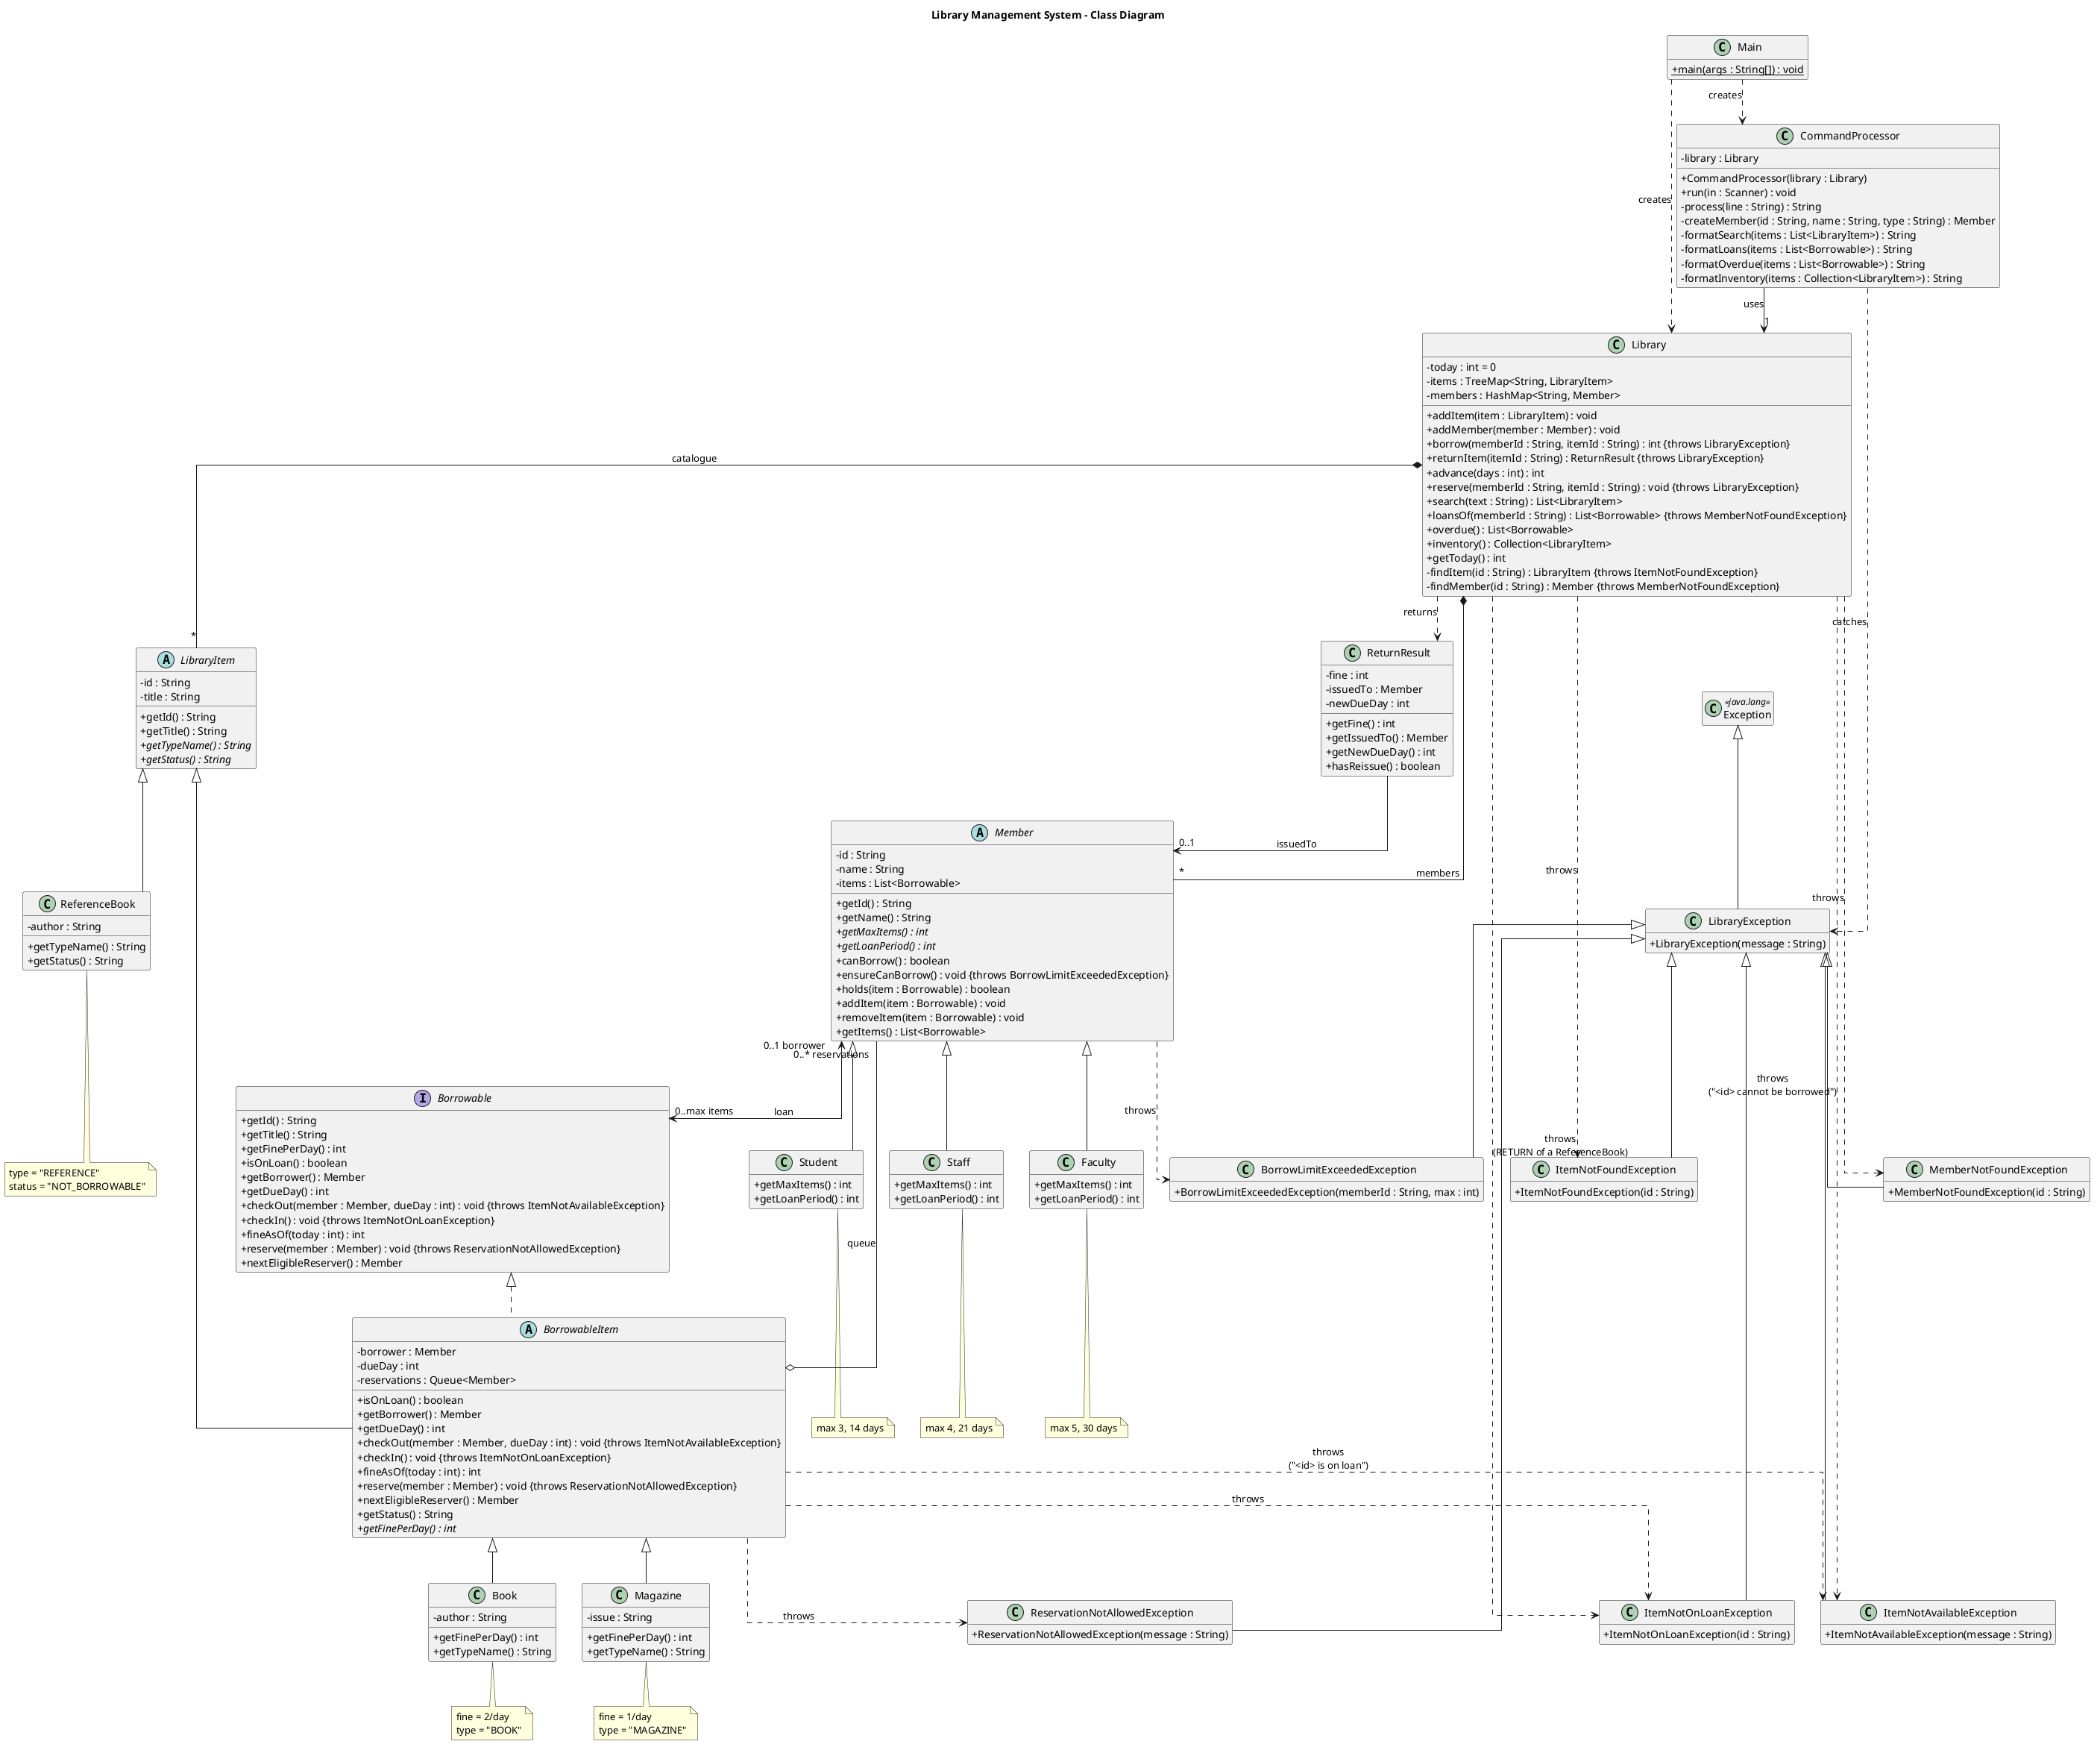 Library Management System - Class Diagram
Main
+main(args : String[]) : void
creates
creates
CommandProcessor
-library : Library
+CommandProcessor(library : Library)
+run(in : Scanner) : void
-process(line : String) : String
-createMember(id : String, name : String, type : String) : Member
-formatSearch(items : List<LibraryItem>) : String
-formatLoans(items : List<Borrowable>) : String
-formatOverdue(items : List<Borrowable>) : String
-formatInventory(items : Collection<LibraryItem>) : String
uses
1
Library
-today : int = 0
-items : TreeMap<String, LibraryItem>
-members : HashMap<String, Member>
+addItem(item : LibraryItem) : void
+addMember(member : Member) : void
+borrow(memberId : String, itemId : String) : int {throws LibraryException}
+returnItem(itemId : String) : ReturnResult {throws LibraryException}
+advance(days : int) : int
+reserve(memberId : String, itemId : String) : void {throws LibraryException}
+search(text : String) : List<LibraryItem>
+loansOf(memberId : String) : List<Borrowable> {throws MemberNotFoundException}
+overdue() : List<Borrowable>
+inventory() : Collection<LibraryItem>
+getToday() : int
-findItem(id : String) : LibraryItem {throws ItemNotFoundException}
-findMember(id : String) : Member {throws MemberNotFoundException}
catalogue
*
returns
catches
LibraryItem
-id : String
-title : String
+getId() : String
+getTitle() : String
+getTypeName() : String
+getStatus() : String
ReturnResult
-fine : int
-issuedTo : Member
-newDueDay : int
+getFine() : int
+getIssuedTo() : Member
+getNewDueDay() : int
+hasReissue() : boolean
«java.lang»
Exception
Member
-id : String
-name : String
-items : List<Borrowable>
+getId() : String
+getName() : String
+getMaxItems() : int
+getLoanPeriod() : int
+canBorrow() : boolean
+ensureCanBorrow() : void {throws BorrowLimitExceededException}
+holds(item : Borrowable) : boolean
+addItem(item : Borrowable) : void
+removeItem(item : Borrowable) : void
+getItems() : List<Borrowable>
0..1
issuedTo
*
members
throws
throws
ReferenceBook
-author : String
+getTypeName() : String
+getStatus() : String
LibraryException
+LibraryException(message : String)
0..1 borrower
0..* reservations
throws
("<id> cannot be borrowed")
Borrowable
+getId() : String
+getTitle() : String
+getFinePerDay() : int
+isOnLoan() : boolean
+getBorrower() : Member
+getDueDay() : int
+checkOut(member : Member, dueDay : int) : void {throws ItemNotAvailableException}
+checkIn() : void {throws ItemNotOnLoanException}
+fineAsOf(today : int) : int
+reserve(member : Member) : void {throws ReservationNotAllowedException}
+nextEligibleReserver() : Member
0..max items
loan
throws
throws
(RETURN of a ReferenceBook)
type = "REFERENCE"
status = "NOT_BORROWABLE"
Student
+getMaxItems() : int
+getLoanPeriod() : int
Staff
+getMaxItems() : int
+getLoanPeriod() : int
Faculty
+getMaxItems() : int
+getLoanPeriod() : int
BorrowLimitExceededException
+BorrowLimitExceededException(memberId : String, max : int)
ItemNotFoundException
+ItemNotFoundException(id : String)
MemberNotFoundException
+MemberNotFoundException(id : String)
queue
BorrowableItem
-borrower : Member
-dueDay : int
-reservations : Queue<Member>
+isOnLoan() : boolean
+getBorrower() : Member
+getDueDay() : int
+checkOut(member : Member, dueDay : int) : void {throws ItemNotAvailableException}
+checkIn() : void {throws ItemNotOnLoanException}
+fineAsOf(today : int) : int
+reserve(member : Member) : void {throws ReservationNotAllowedException}
+nextEligibleReserver() : Member
+getStatus() : String
+getFinePerDay() : int
max 3, 14 days
max 4, 21 days
max 5, 30 days
throws
("<id> is on loan")
throws
Book
-author : String
+getFinePerDay() : int
+getTypeName() : String
Magazine
-issue : String
+getFinePerDay() : int
+getTypeName() : String
throws
ReservationNotAllowedException
+ReservationNotAllowedException(message : String)
ItemNotOnLoanException
+ItemNotOnLoanException(id : String)
ItemNotAvailableException
+ItemNotAvailableException(message : String)
fine = 2/day
type = "BOOK"
fine = 1/day
type = "MAGAZINE"